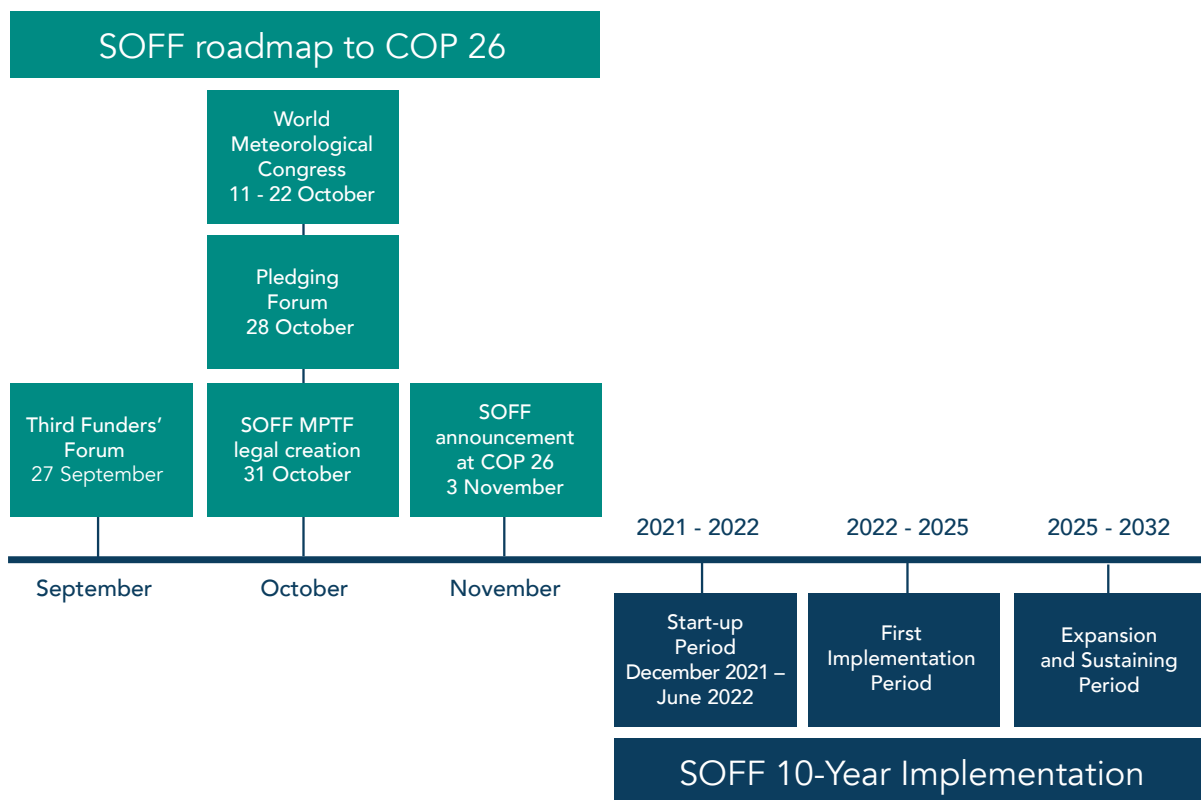 SOFF roadmap to COP 26
World
Meteorological
Congress
11 - 22 October
Pledging
Forum
28 October
Third Funders’
Forum
27 September
SOFF MPTF
legal creation
31 October
SOFF
announcement
at COP 26
3 November
2021 - 2022
2022 - 2025
2025 - 2032
September
October
November
Start-up
Period
December 2021 –
June 2022
First
Implementation
Period
Expansion
and Sustaining
Period
SOFF 10-Year Implementation